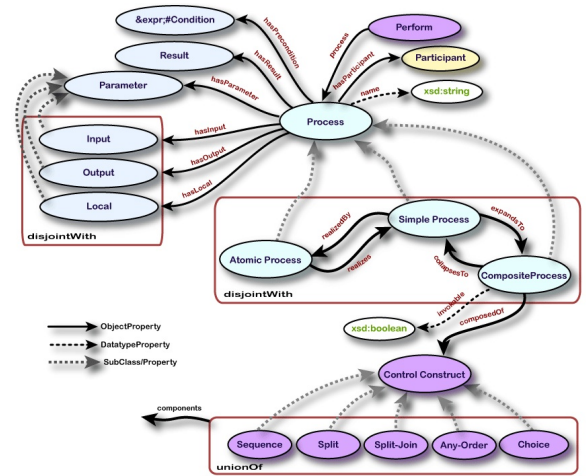 &expr;#Condition
hasPrecondition
Perform
process
Result
hasResult
hasParticipant
Participant
Parameter
hasParameter
name
xsd:string
Process
Input
hasInput
Output
hasOutput
Local
hasLocal
disjointWith
Simple Process
expandsTo
realizedBy
Atomic Process
realizes
collapsesTo
CompositeProcess
disjointWith
invokable
xsd:boolean
composedOf
ObjectProperty
DatatypeProperty
SubClass/Property
Control Construct
components
Sequence
Split
Split-Join
Any-Order
Choice
unionOf